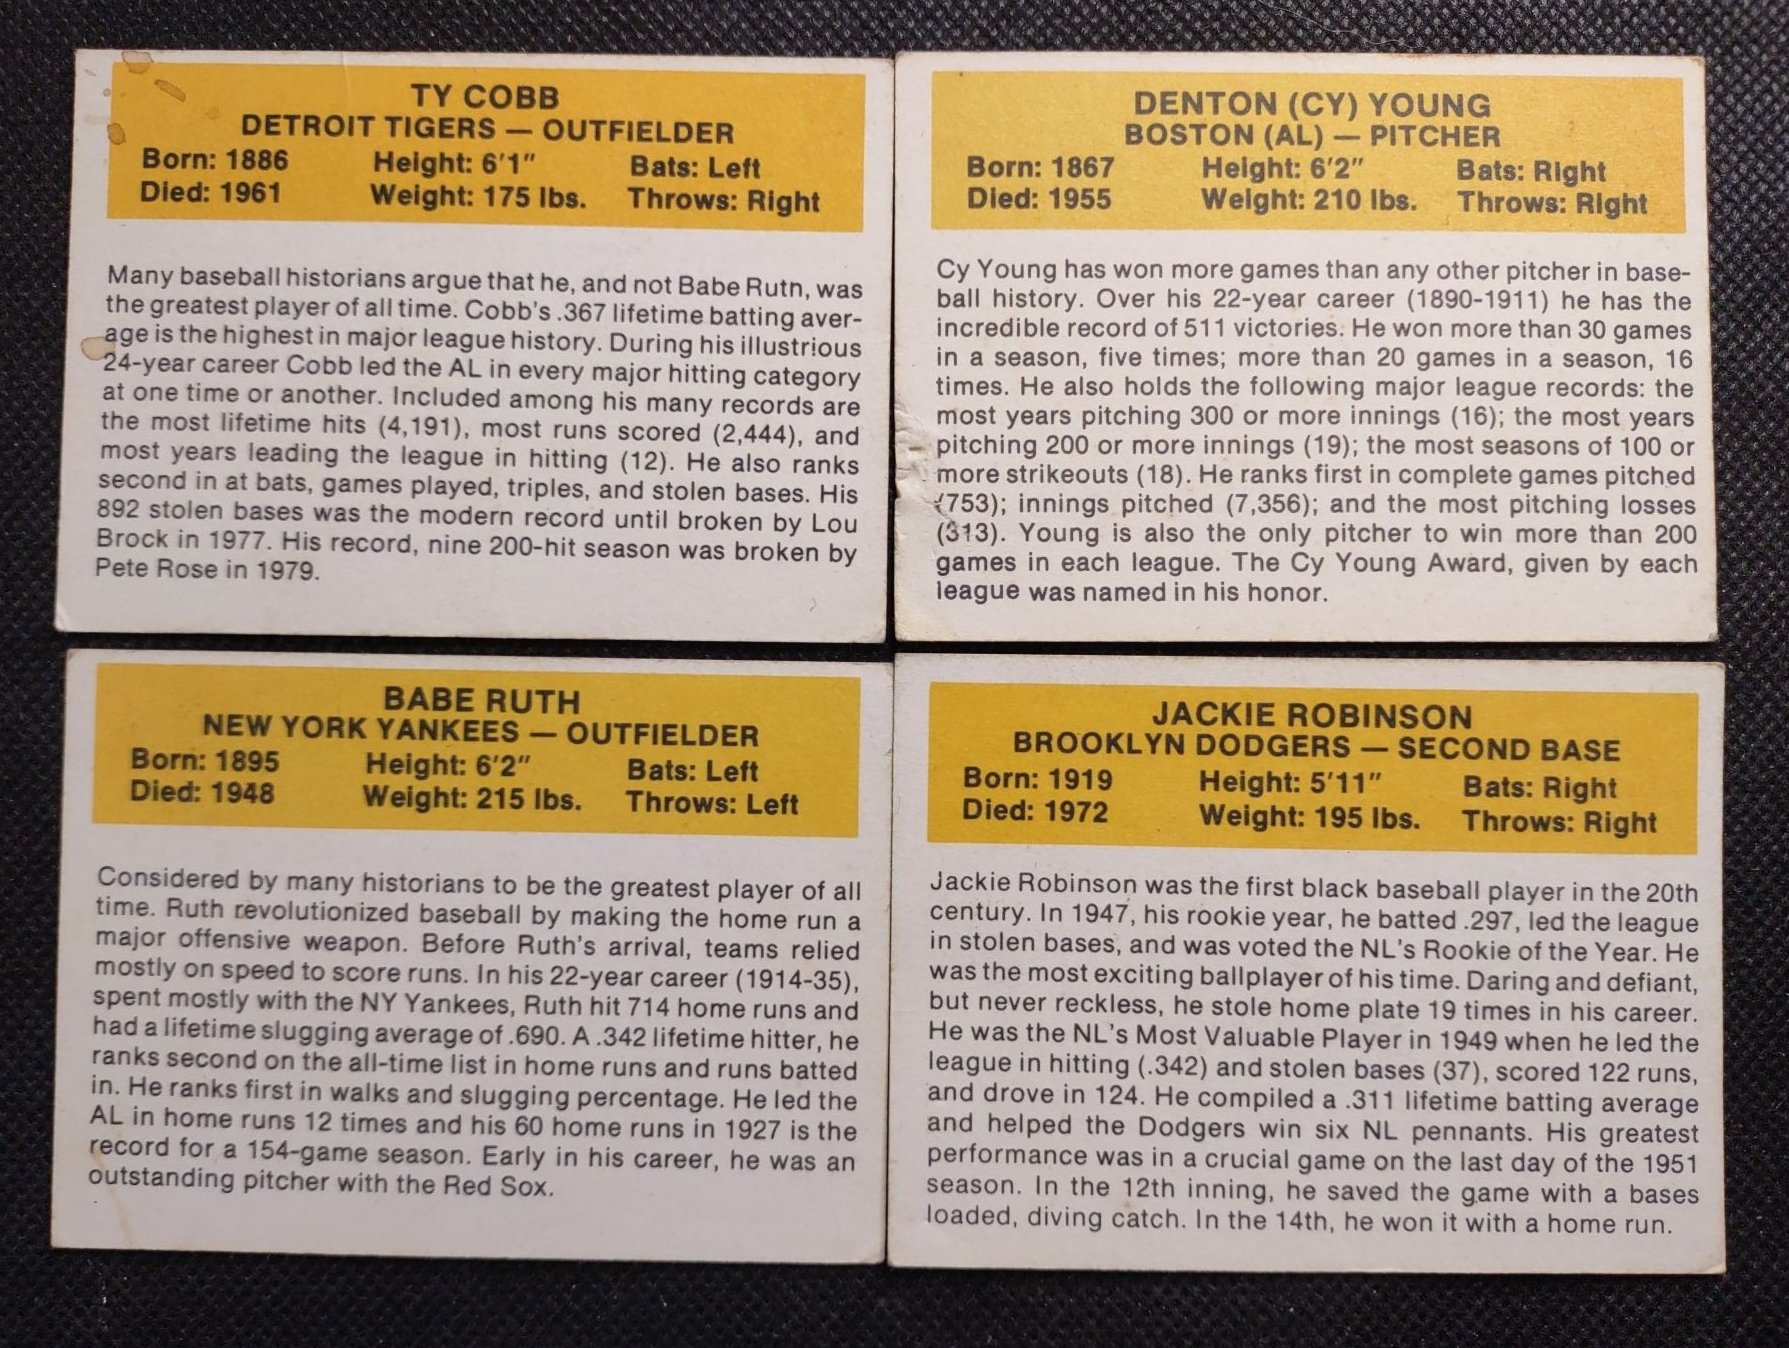 TY COBB
DETROIT TIGERS — OUTFIELDER
Born: 1886 Height: 6'1" Bats: Left
Died: 1961 Weight: 175 lbs. Throws: Right
Many baseball historians argue that he, and not Babe Rutn, was
the greatest player of all time. Cobb's .367 lifetime batting aver-
age is the highest in major league history. During his illustrious
24-year career Cobb led the AL in every major hitting category
at one time or another. Included among his many records are
the most lifetime hits (4,191), most runs scored (2,444), and
most years leading the league in hitting (12). He also ranks
second in at bats, games played, triples, and stolen bases. His
892 stolen bases was the modern record until broken by Lou
Brock in 1977. His record, nine 200-hit season was broken by
Pete Rose in 1979.
DENTON (CY) YOUNG
BOSTON (AL) — PITCHER
Born: 1867 Height: 6'2" Bats: Right
Died: 1955 Weight: 210 lbs. Throws: Right
Cy Young has won more games than any other pitcher in base-
ball history. Over his 22-year career (1890-1911) he has the
incredible record of 511 victories. He won more than 30 games
in a season, five times; more than 20 games in a season, 16
times. He also holds the following major league records: the
most years pitching 300 or more innings (16); the most years
pitching 200 or more innings (19); the most seasons of 100 or
more strikeouts (18). He ranks first in complete games pitched
(753); innings pitched (7,356); and the most pitching losses
(313). Young is also the only pitcher to win more than 200
games in each league. The Cy Young Award, given by each
league was named in his honor.
BABE RUTH
NEW YORK YANKEES — OUTFIELDER
Born: 1895 Height: 6'2" Bats: Left
Died: 1948 Weight: 215 lbs. Throws: Left
Considered by many historians to be the greatest player of all
time. Ruth revolutionized baseball by making the home run a
major offensive weapon. Before Ruth's arrival, teams relied
mostly on speed to score runs. In his 22-year career (1914-35),
spent mostly with the NY Yankees, Ruth hit 714 home runs and
had a lifetime slugging average of .690. A .342 lifetime hitter, he
ranks second on the all-time list in home runs and runs batted
in. He ranks first in walks and slugging percentage. He led the
AL in home runs 12 times and his 60 home runs in 1927 is the
record for a 154-game season. Early in his career, he was an
outstanding pitcher with the Red Sox.
JACKIE ROBINSON
BROOKLYN DODGERS — SECOND BASE
Born: 1919 Height: 5'11" Bats: Right
Died: 1972 Weight: 195 lbs. Throws: Right
Jackie Robinson was the first black baseball player in the 20th
century. In 1947, his rookie year, he batted .297, led the league
in stolen bases, and was voted the NL's Rookie of the Year. He
was the most exciting ballplayer of his time. Daring and defiant,
but never reckless, he stole home plate 19 times in his career.
He was the NL's Most Valuable Player in 1949 when he led the
league in hitting (.342) and stolen bases (37), scored 122 runs,
and drove in 124. He compiled a .311 lifetime batting average
and helped the Dodgers win six NL pennants. His greatest
performance was in a crucial game on the last day of the 1951
season. In the 12th inning, he saved the game with a bases
loaded, diving catch. In the 14th, he won it with a home run.